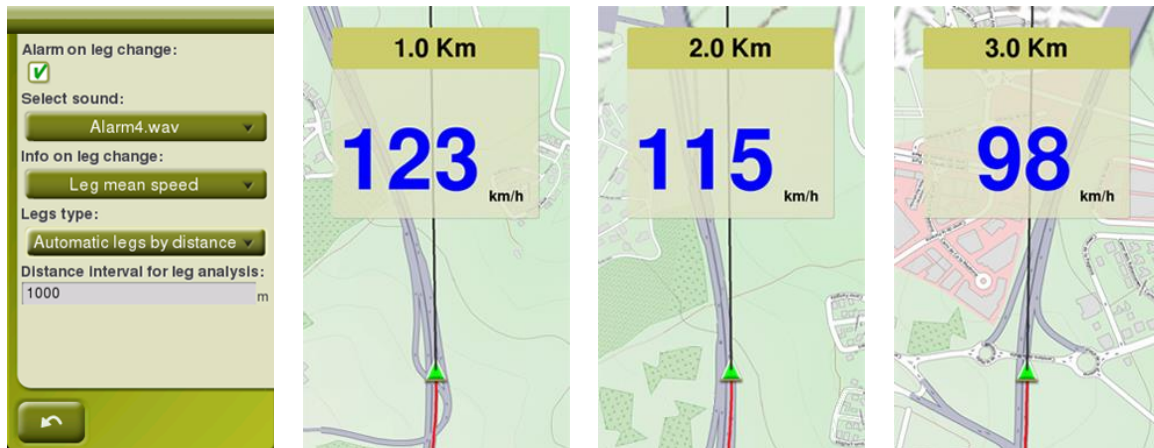 Alarm on leg change:
Select sound:
Alarm4.wav
Info on leg change:
Leg mean speed
Legs type:
Automatic legs by distance
Distance interval for leg analysis:
1000
m
1.0 Km
123
km/h
2.0 Km
115
km/h
3.0 Km
98
km/h